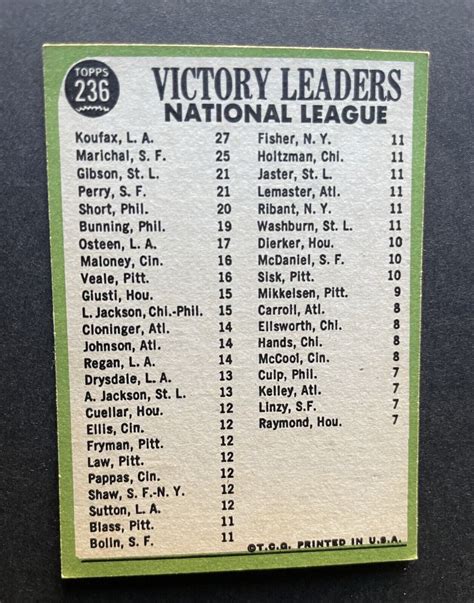 TOPPS
236
VICTORY LEADERS
NATIONAL LEAGUE
Koufax, L. A. 27
Marichal, S. F. 25
Gibson, St. L. 21
Perry, S. F. 21
Short, Phil. 20
Bunning, Phil. 19
Osteen, L. A. 17
Maloney, Cin. 16
Veale, Pitt. 16
Giusti, Hou. 15
L. Jackson, Chi.-Phil. 15
Cloninger, Atl. 14
Johnson, Atl. 14
Regan, L. A. 14
Drysdale, L. A. 13
A. Jackson, St. L. 13
Cuellar, Hou. 12
Ellis, Cin. 12
Fryman, Pitt. 12
Law, Pitt. 12
Pappas, Cin. 12
Shaw, S. F.-N. Y. 12
Sutton, L. A. 12
Blass, Pitt. 11
Bolin, S. F. 11
Fisher, N. Y. 11
Holtzman, Chi. 11
Jaster, St. L. 11
Lemaster, Atl. 11
Ribant, N. Y. 11
Washburn, St. L. 11
Dierker, Hou. 10
McDaniel, S. F. 10
Sisk, Pitt. 10
Mikkelsen, Pitt. 9
Carroll, Atl. 8
Ellsworth, Chi. 8
Hands, Chi. 8
McCool, Cin. 8
Culp, Phil. 7
Kelley, Atl. 7
Linzy, S.F. 7
Raymond, Hou. 7
©T.C.G. PRINTED IN U.S.A.